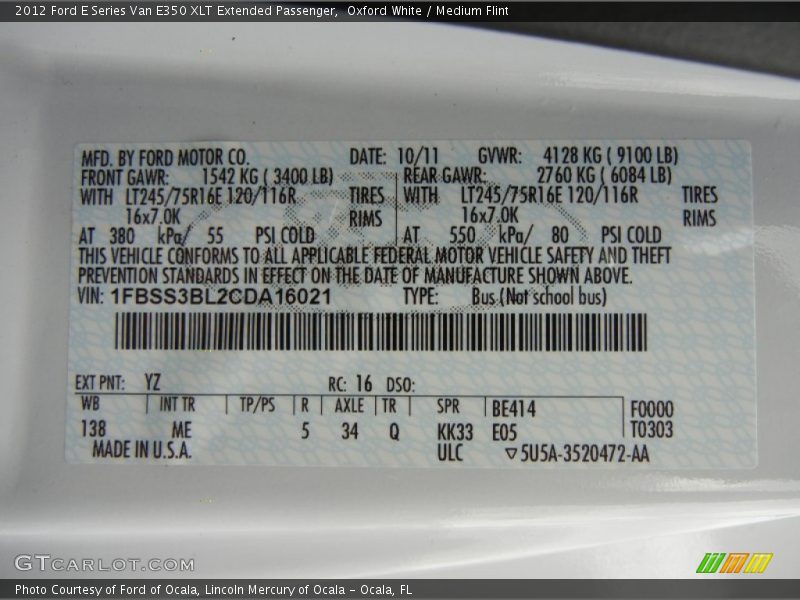 2012 Ford E Series Van E350 XLT Extended Passenger,  Oxford White / Medium Flint
MFD. BY FORD MOTOR CO. DATE: 10/11 GVWR: 4128 KG ( 9100 LB)
FRONT GAWR: 1542 KG ( 3400 LB) REAR GAWR: 2760 KG ( 6084 LB)
WITH LT245/75R16E 120/116R TIRES WITH LT245/75R16E 120/116R TIRES
16x7.0K RIMS 16x7.0K RIMS
AT 380 kPa/ 55 PSI COLD AT 550 kPa/ 80 PSI COLD
THIS VEHICLE CONFORMS TO ALL APPLICABLE FEDERAL MOTOR VEHICLE SAFETY AND THEFT
PREVENTION STANDARDS IN EFFECT ON THE DATE OF MANUFACTURE SHOWN ABOVE.
VIN: 1FBSS3BL2CDA16021 TYPE: Bus (Not school bus)
EXT PNT: YZ RC: 16 DSO:
WB INT TR TP/PS R AXLE TR SPR BE414 F0000
138 ME 5 34 Q KK33 E05 T0303
MADE IN U.S.A. ULC ▽5U5A-3520472-AA
GTCARLOT.COM
Photo Courtesy of Ford of Ocala, Lincoln Mercury of Ocala - Ocala, FL